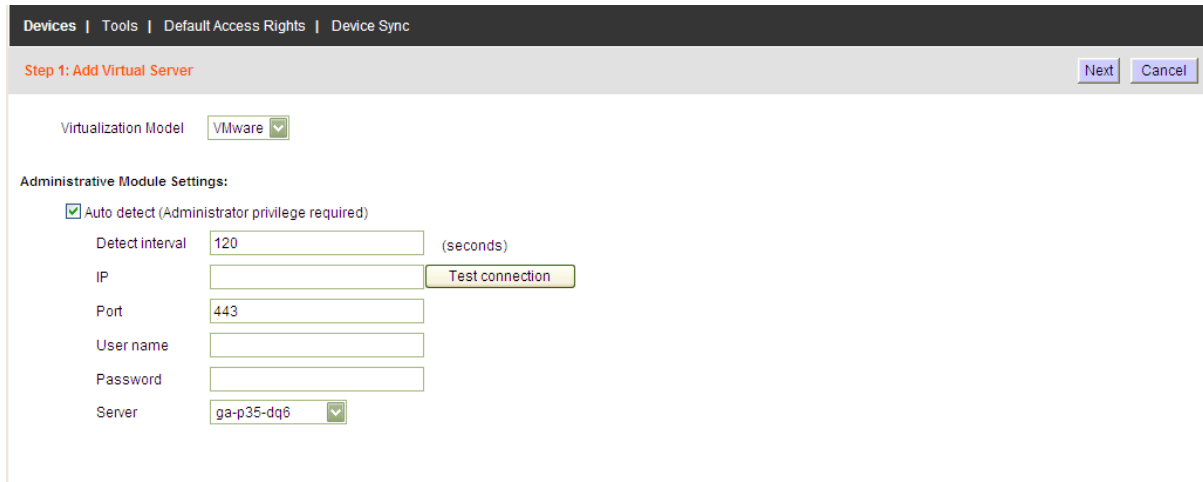 Devices | Tools | Default Access Rights | Device Sync
Step 1: Add Virtual Server Next Cancel
Virtualization Model VMware
Administrative Module Settings:
Auto detect (Administrator privilege required)
Detect interval 120 (seconds)
IP Test connection
Port 443
User name
Password
Server ga-p35-dq6